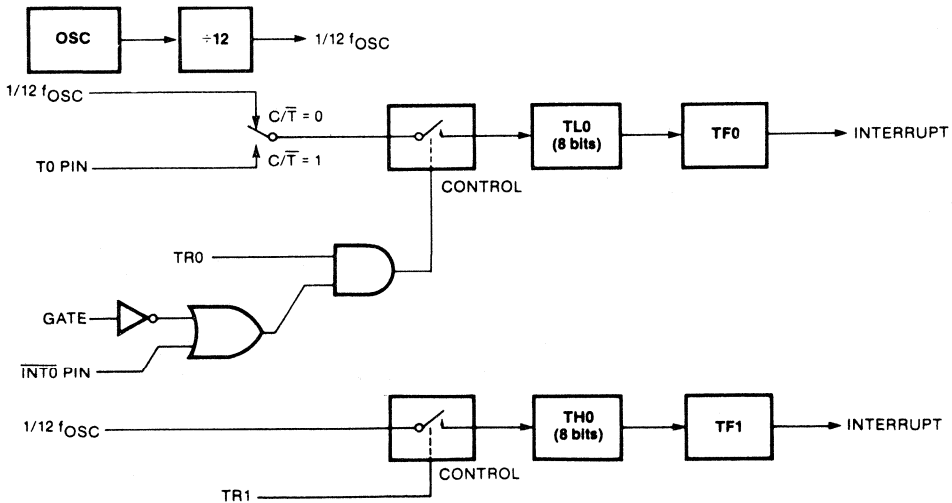 OSC
÷12
1/12 fOSC
1/12 fOSC
C/T̅ = 0
T0 PIN
C/T̅ = 1
CONTROL
TL0
(8 bits)
TF0
INTERRUPT
TR0
GATE
I̅N̅T̅0̅ PIN
1/12 fOSC
TR1
CONTROL
TH0
(8 bits)
TF1
INTERRUPT